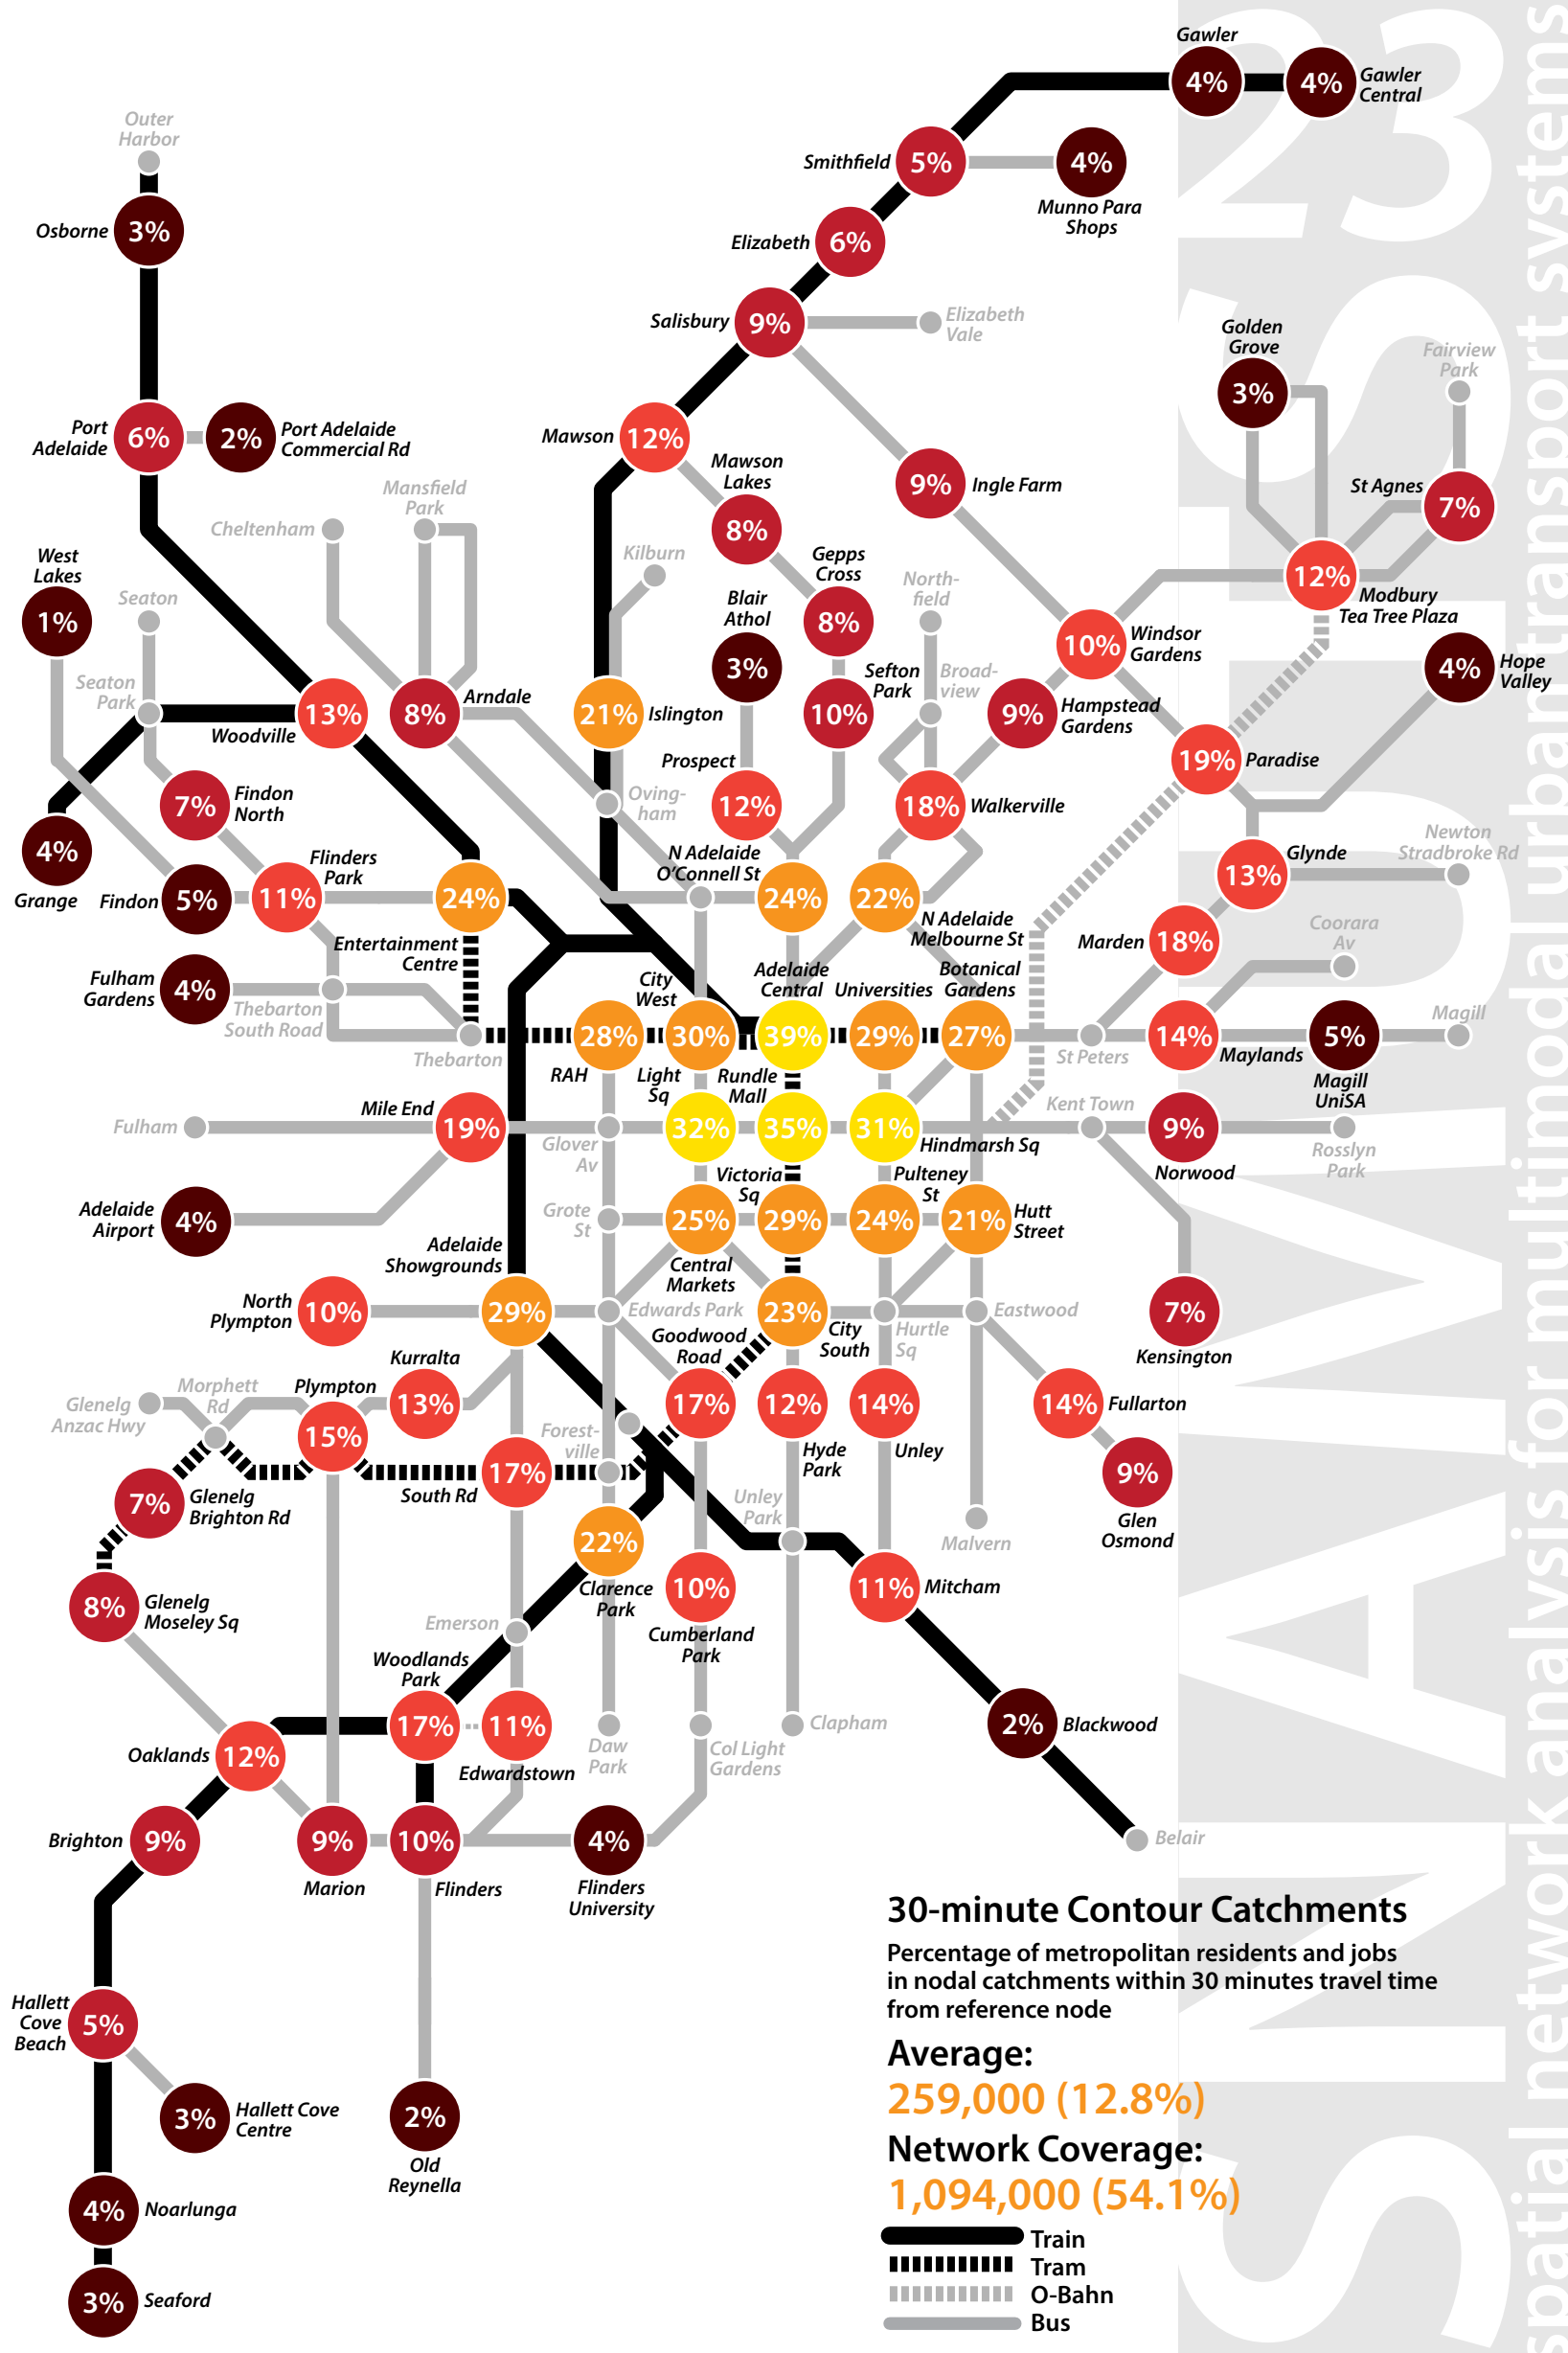 Gawler
4%
4%
Gawler
Central
Outer
Harbor
Smithfield
5%
4%
Munno Para
Shops
Osborne
3%
Elizabeth
6%
Salisbury
9%
Elizabeth
Vale
Golden
Grove
3%
Fairview
Park
Port
Adelaide
6%
2%
Port Adelaide
Commercial Rd
Mawson
12%
Mawson
Lakes
8%
9%
Ingle Farm
St Agnes
7%
Mansfield
Park
Cheltenham
Kilburn
Gepps
Cross
8%
North-
field
12%
Modbury
Tea Tree Plaza
West
Lakes
1%
Seaton
Blair
Athol
3%
10%
Windsor
Gardens
4%
Hope
Valley
Seaton
Park
13%
Woodville
8%
Arndale
21%
Islington
Sefton
Park
10%
Broad-
view
9%
Hampstead
Gardens
19%
Paradise
Prospect
12%
18%
Walkerville
7%
Findon
North
Oving-
ham
4%
Grange
Findon
5%
Flinders
Park
11%
24%
Entertainment
Centre
N Adelaide
O'Connell St
24%
22%
N Adelaide
Melbourne St
Glynde
13%
Newton
Stradbroke Rd
Marden
18%
Coorara
Av
Fulham
Gardens
4%
Thebarton
South Road
Thebarton
28%
RAH
City
West
30%
Adelaide
Central
39%
Universities
29%
Botanical
Gardens
27%
St Peters
14%
Maylands
5%
Magill
UniSA
Magill
Fulham
Mile End
19%
Glover
Av
Light
Sq
32%
Rundle
Mall
35%
31%
Hindmarsh Sq
Kent Town
9%
Norwood
Rosslyn
Park
Adelaide
Airport
4%
Grote
St
25%
Central
Markets
Victoria
Sq
29%
Pulteney
St
24%
21%
Hutt
Street
Adelaide
Showgrounds
29%
North
Plympton
10%
Edwards Park
23%
City
South
Hurtle
Sq
Eastwood
7%
Kensington
Kurralta
13%
Goodwood
Road
17%
12%
Hyde
Park
14%
Unley
14%
Fullarton
Glenelg
Anzac Hwy
Morphett
Rd
Plympton
15%
Forest-
ville
South Rd
17%
9%
Glen
Osmond
7%
Glenelg
Brighton Rd
Unley
Park
Malvern
22%
Clarence
Park
8%
Glenelg
Moseley Sq
Emerson
10%
Cumberland
Park
11%
Mitcham
Woodlands
Park
17%
11%
Edwardstown
Daw
Park
Col Light
Gardens
Clapham
2%
Blackwood
Oaklands
12%
Brighton
9%
9%
Marion
10%
Flinders
4%
Flinders
University
Belair
Hallett
Cove
Beach
5%
3%
Hallett Cove
Centre
2%
Old
Reynella
4%
Noarlunga
3%
Seaford
30-minute Contour Catchments
Percentage of metropolitan residents and jobs
in nodal catchments within 30 minutes travel time
from reference node
Average:
259,000 (12.8%)
Network Coverage:
1,094,000 (54.1%)
Train
Tram
O-Bahn
Bus
SNAMUTS 23
spatial network analysis for multimodal urban transport systems